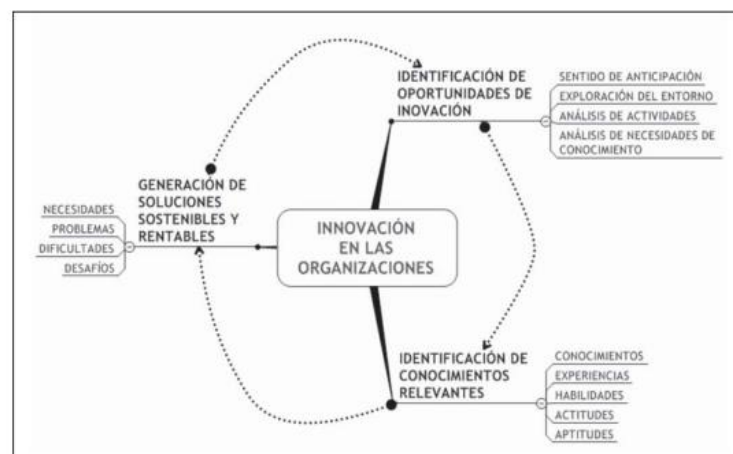 IDENTIFICACIÓN DE
OPORTUNIDADES DE
INOVACIÓN
SENTIDO DE ANTICIPACIÓN
EXPLORACIÓN DEL ENTORNO
ANÁLISIS DE ACTIVIDADES
ANÁLISIS DE NECESIDADES DE
CONOCIMIENTO
GENERACIÓN DE
SOLUCIONES
SOSTENIBLES Y
RENTABLES
NECESIDADES
PROBLEMAS
DIFICULTADES
DESAFÍOS
INNOVACIÓN
EN LAS
ORGANIZACIONES
IDENTIFICACIÓN DE
CONOCIMIENTOS
RELEVANTES
CONOCIMIENTOS
EXPERIENCIAS
HABILIDADES
ACTITUDES
APTITUDES